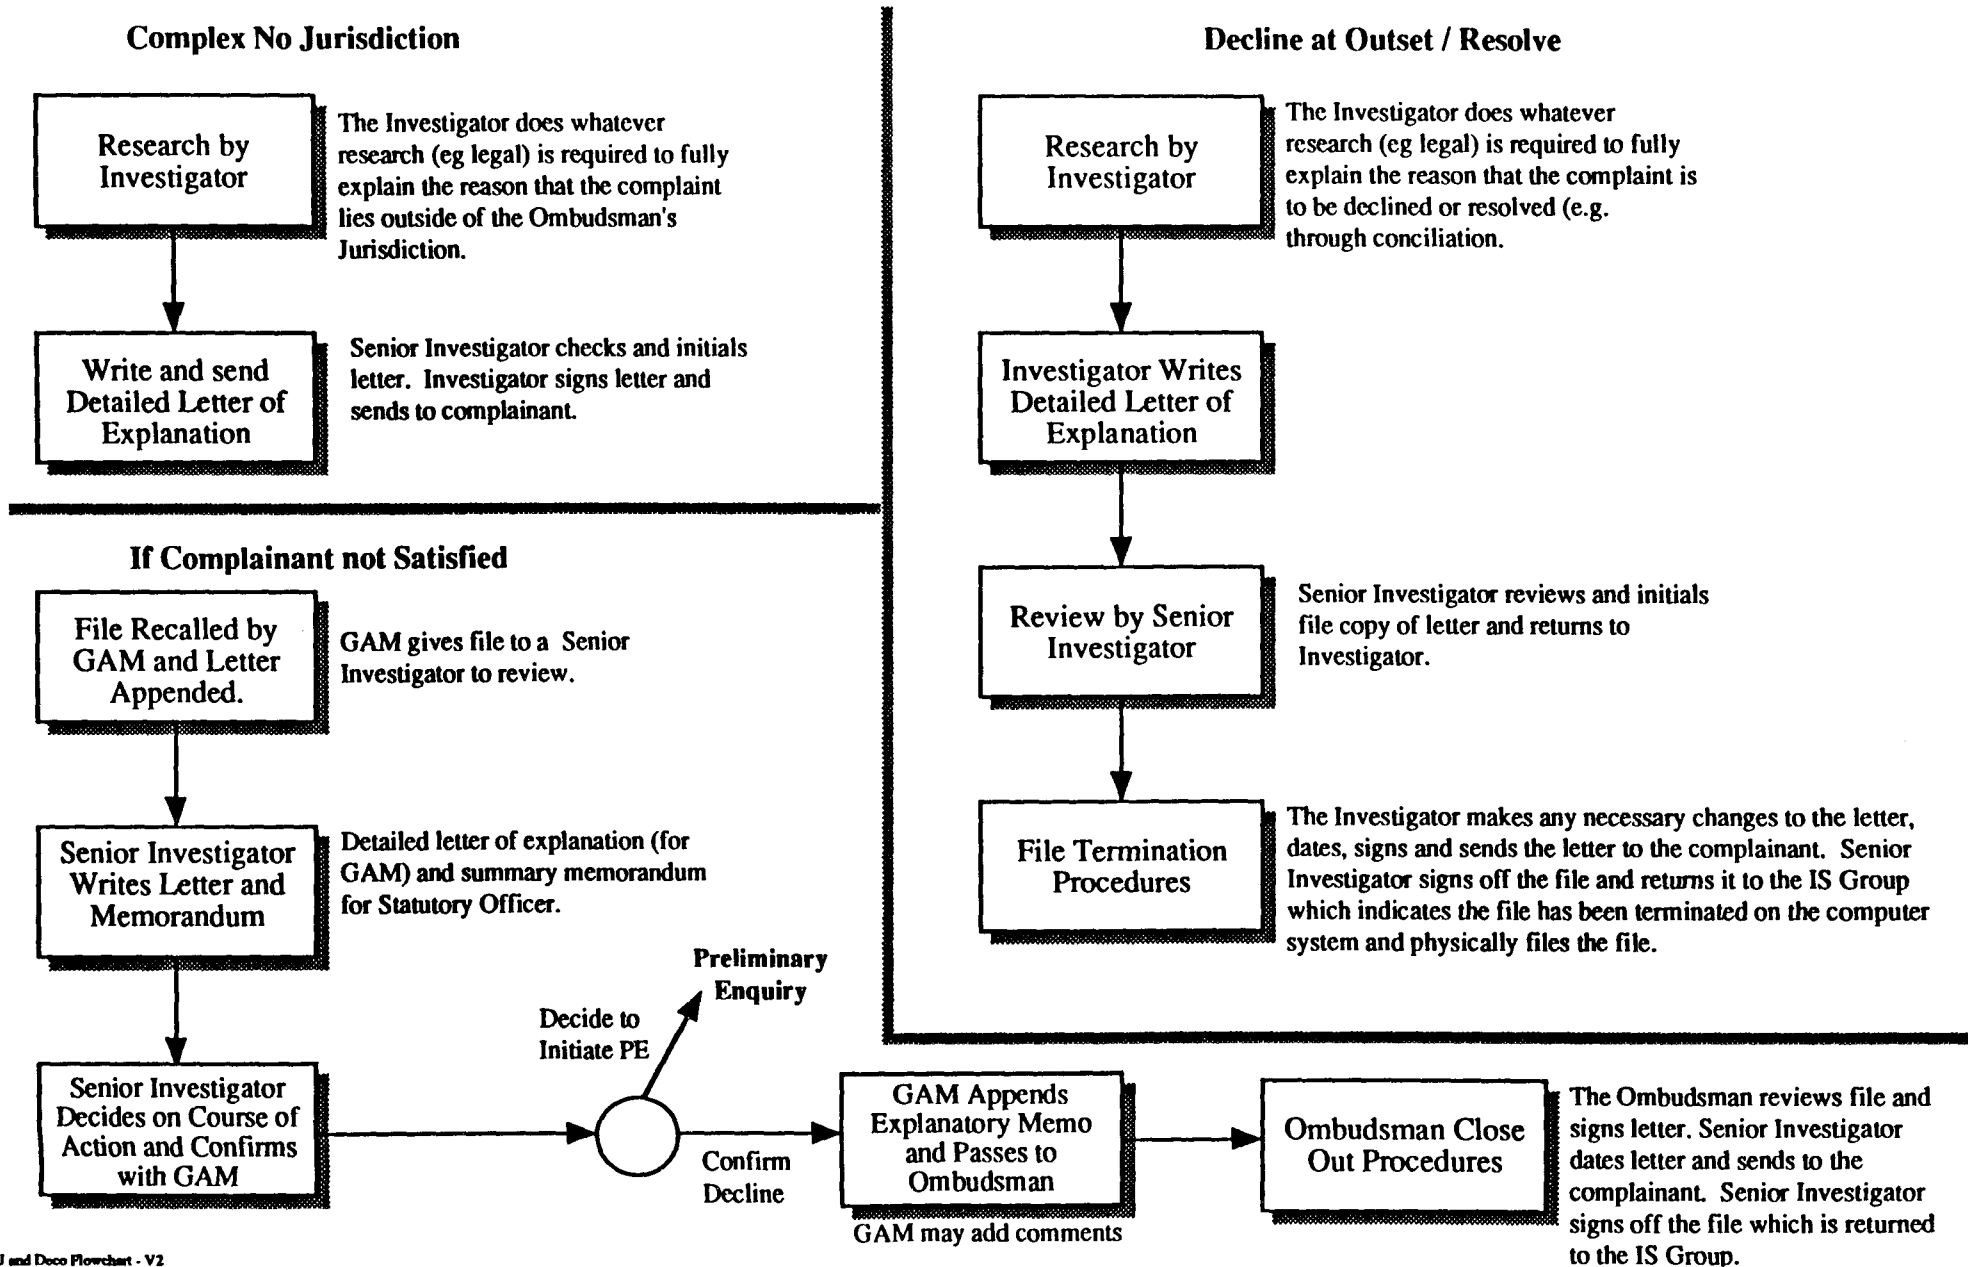 Complex No Jurisdiction
Research by
Investigator
The Investigator does whatever
research (eg legal) is required to fully
explain the reason that the complaint
lies outside of the Ombudsman's
Jurisdiction.
Write and send
Detailed Letter of
Explanation
Senior Investigator checks and initials
letter. Investigator signs letter and
sends to complainant.
If Complainant not Satisfied
File Recalled by
GAM and Letter
Appended.
GAM gives file to a Senior
Investigator to review.
Senior Investigator
Writes Letter and
Memorandum
Detailed letter of explanation (for
GAM) and summary memorandum
for Statutory Officer.
Senior Investigator
Decides on Course of
Action and Confirms
with GAM
Decide to
Initiate PE
Preliminary
Enquiry
Confirm
Decline
GAM Appends
Explanatory Memo
and Passes to
Ombudsman
GAM may add comments
Ombudsman Close
Out Procedures
The Ombudsman reviews file and
signs letter. Senior Investigator
dates letter and sends to the
complainant. Senior Investigator
signs off the file which is returned
to the IS Group.
Decline at Outset / Resolve
Research by
Investigator
The Investigator does whatever
research (eg legal) is required to fully
explain the reason that the complaint is
to be declined or resolved (e.g.
through conciliation.
Investigator Writes
Detailed Letter of
Explanation
Review by Senior
Investigator
Senior Investigator reviews and initials
file copy of letter and returns to
Investigator.
File Termination
Procedures
The Investigator makes any necessary changes to the letter,
dates, signs and sends the letter to the complainant. Senior
Investigator signs off the file and returns it to the IS Group
which indicates the file has been terminated on the computer
system and physically files the file.
J and Deco Flowchart - V2